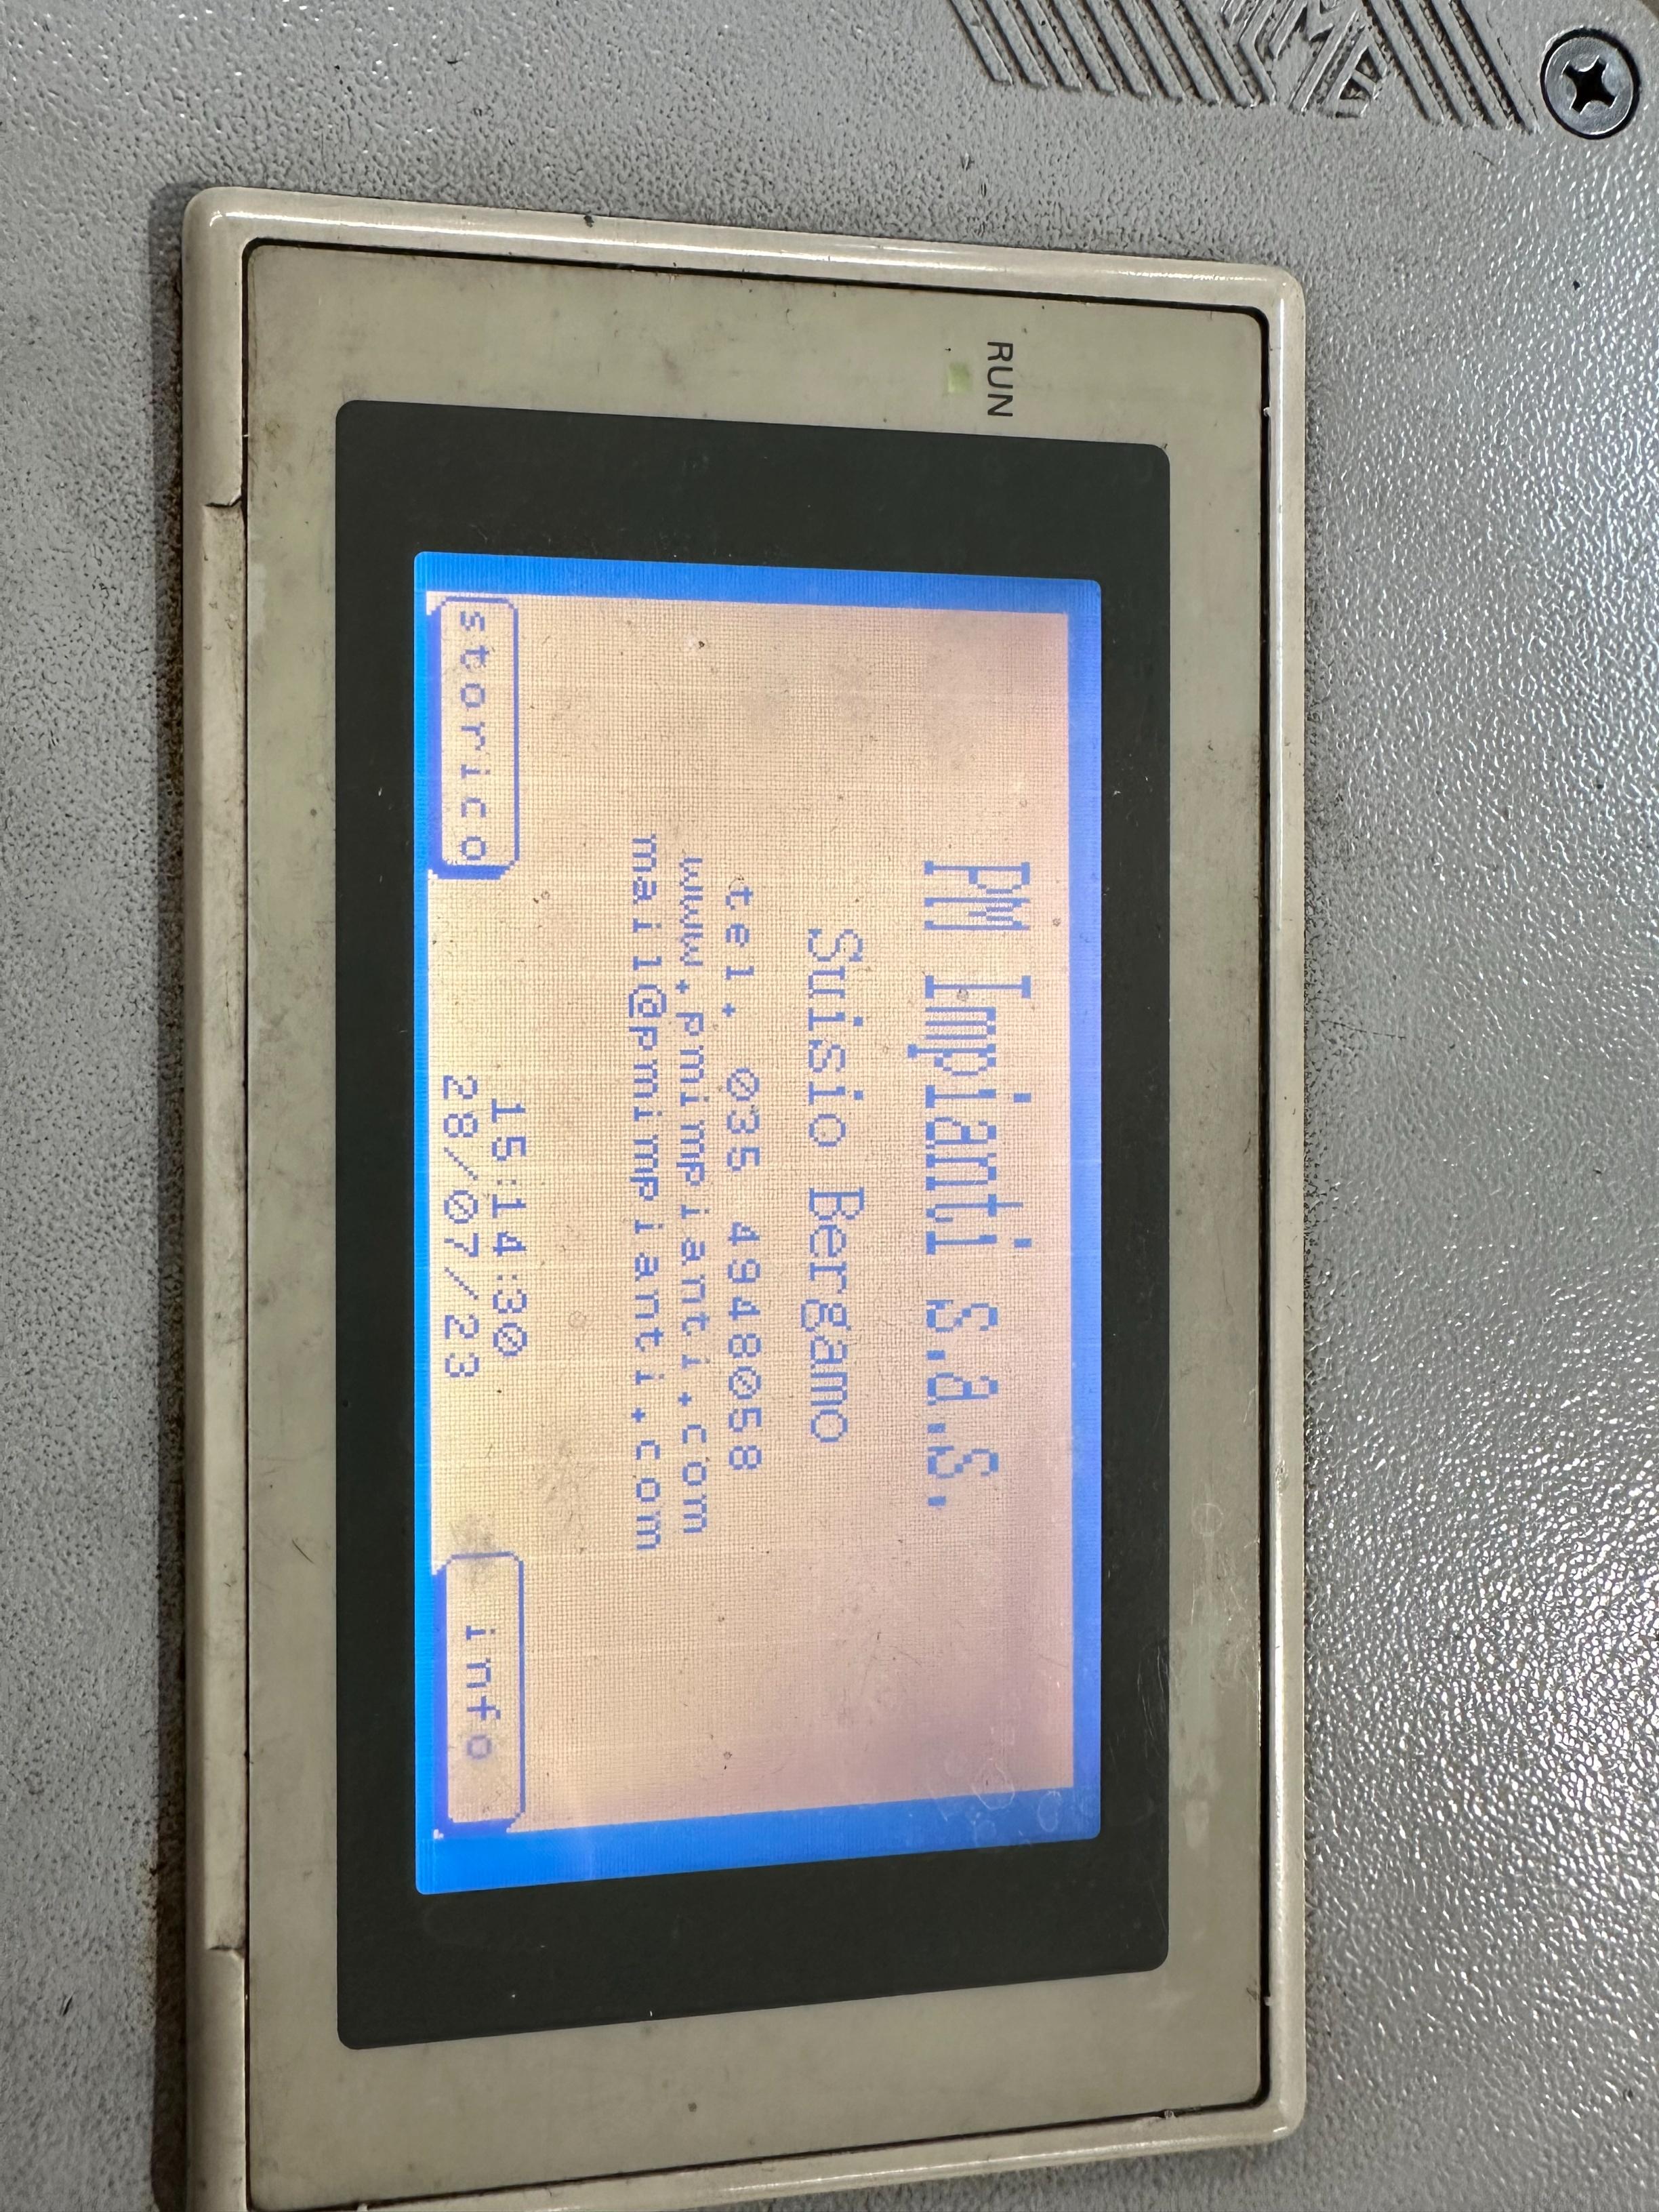 IMG
RUN
PM Impianti s.a.s.
Suisio Bergamo
tel. 035 4948058
www.pmimpianti.com
mail@pmimpianti.com
15:14:30
28/07/23
storico
info